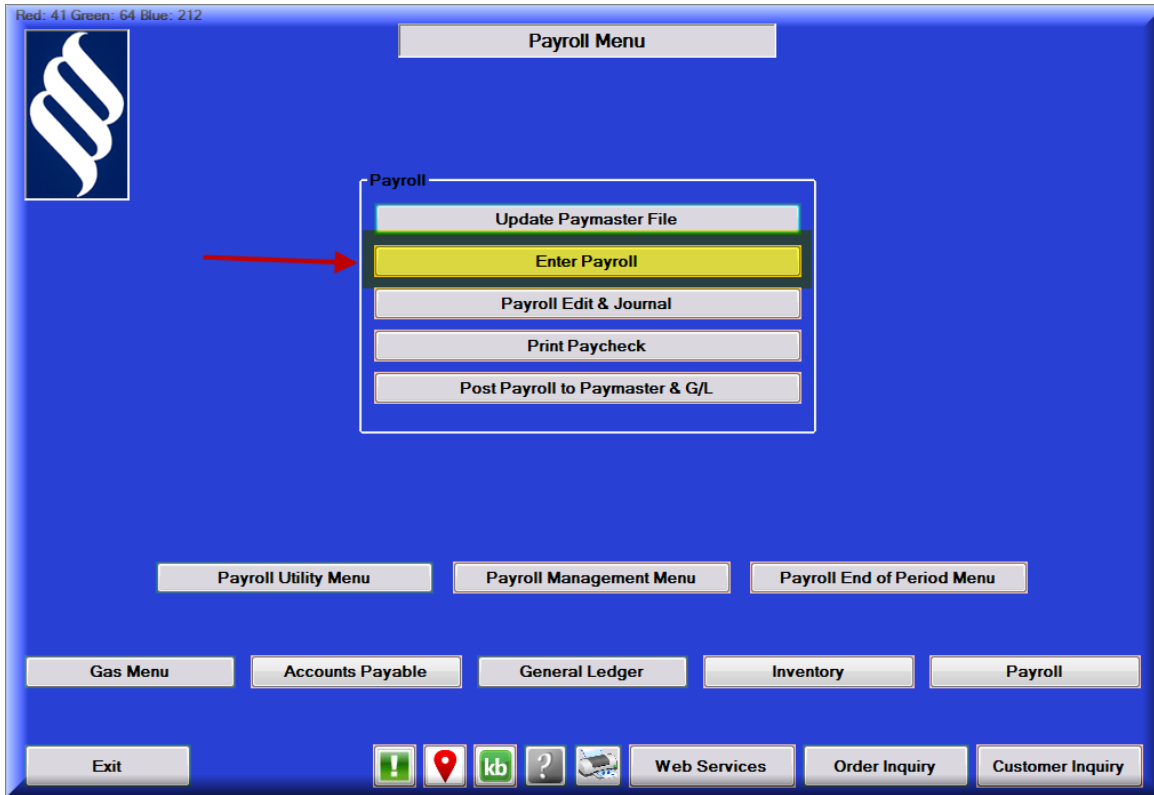 Red: 41 Green: 64 Blue: 212
Payroll Menu
Payroll
Update Paymaster File
Enter Payroll
Payroll Edit & Journal
Print Paycheck
Post Payroll to Paymaster & G/L
Payroll Utility Menu
Payroll Management Menu
Payroll End of Period Menu
Gas Menu
Accounts Payable
General Ledger
Inventory
Payroll
Exit
!
kb
?
Web Services
Order Inquiry
Customer Inquiry